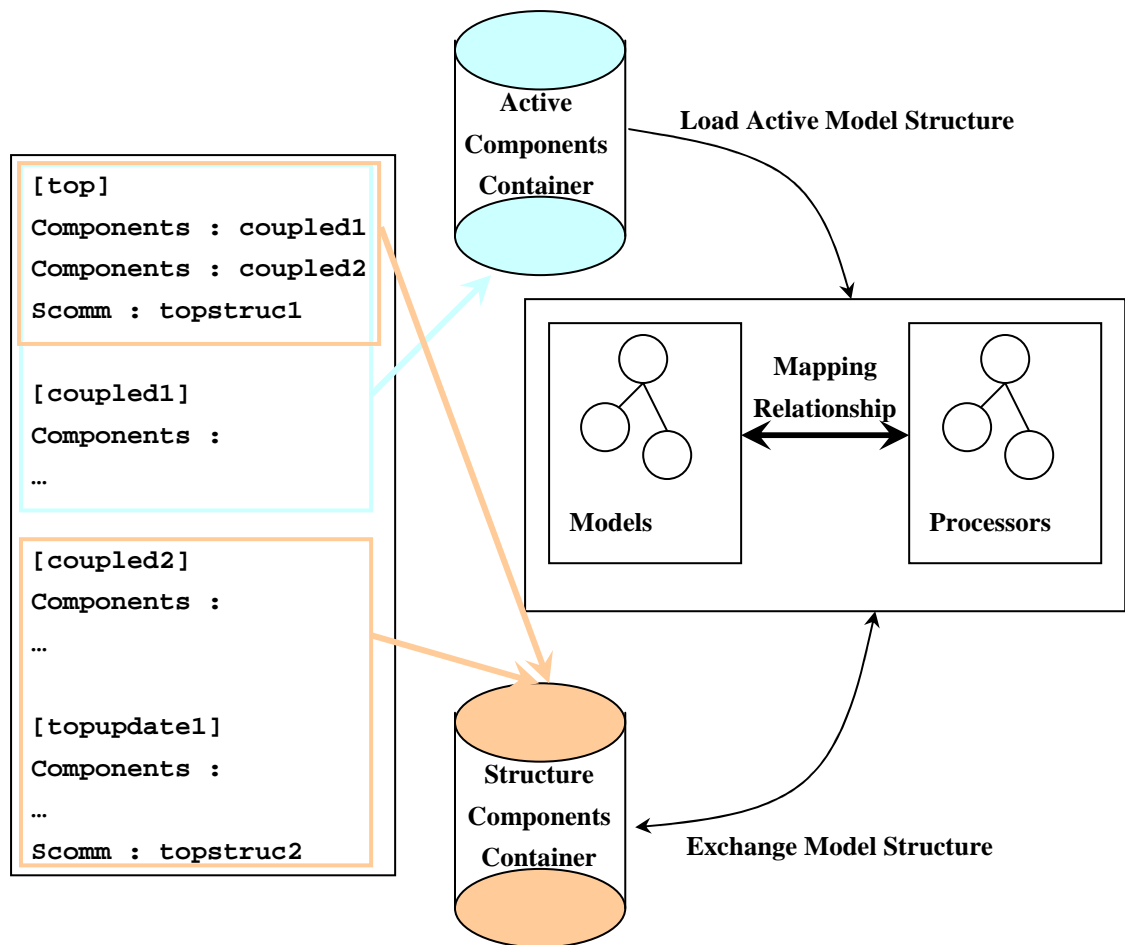 [top]
Components : coupled1
Components : coupled2
Scomm : topstruc1
[coupled1]
Components :
…
[coupled2]
Components :
…
[topupdate1]
Components :
…
Scomm : topstruc2
Active
Components
Container
Load Active Model Structure
Mapping
Relationship
Models
Processors
Structure
Components
Container
Exchange Model Structure